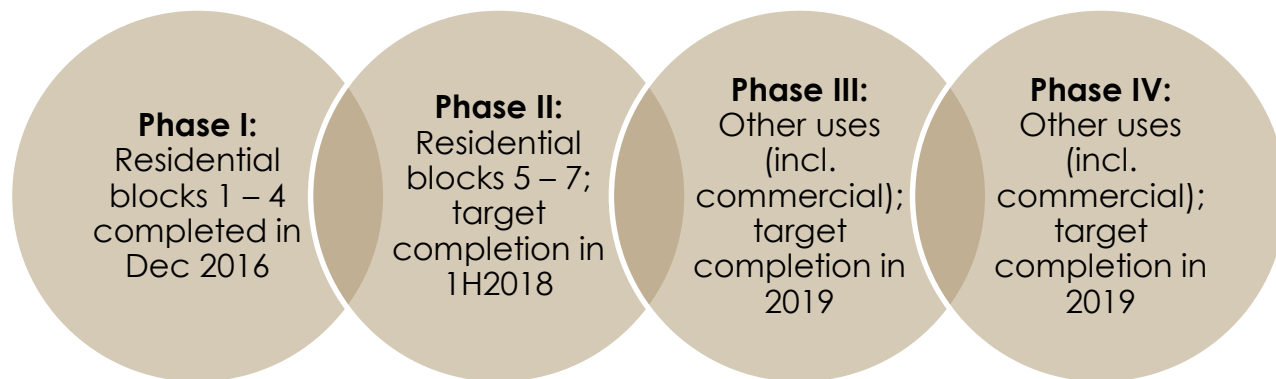 Phase I:
Residential
blocks 1 – 4
completed in
Dec 2016
Phase II:
Residential
blocks 5 – 7;
target
completion in
1H2018
Phase III:
Other uses
(incl.
commercial);
target
completion in
2019
Phase IV:
Other uses
(incl.
commercial);
target
completion in
2019